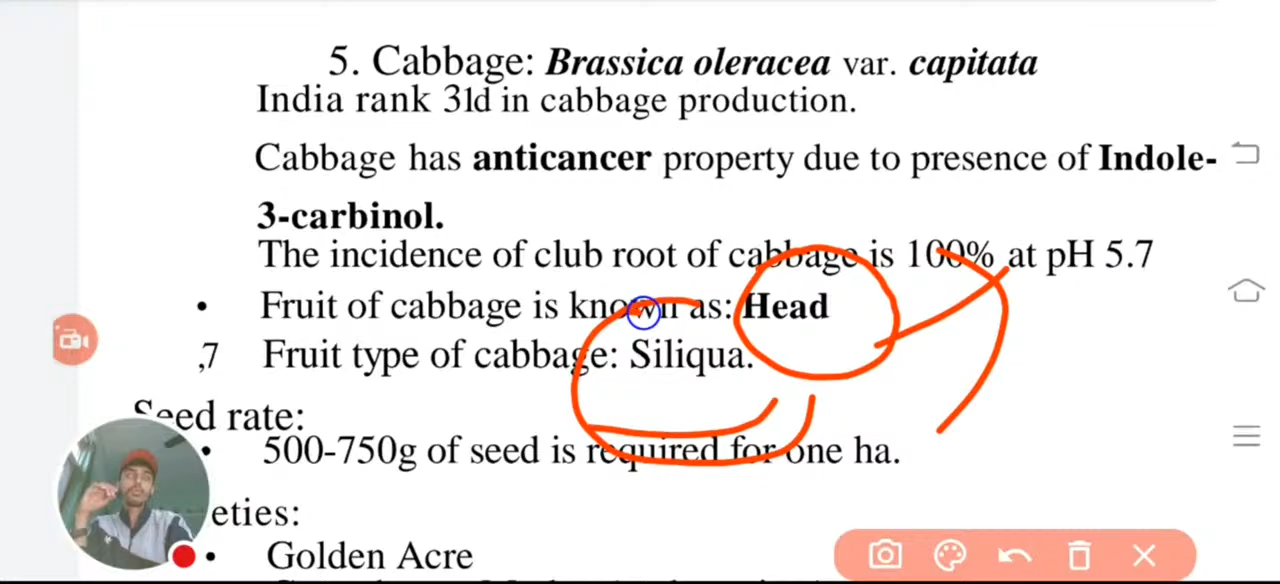 5. Cabbage: Brassica oleracea var. capitata
India rank 31d in cabbage production.
Cabbage has anticancer property due to presence of Indole-
3-carbinol.
The incidence of club root of cabbage is 100% at pH 5.7
• Fruit of cabbage is known as: Head
,7 Fruit type of cabbage: Siliqua.
Seed rate:
• 500-750g of seed is required for one ha.
eties:
• Golden Acre